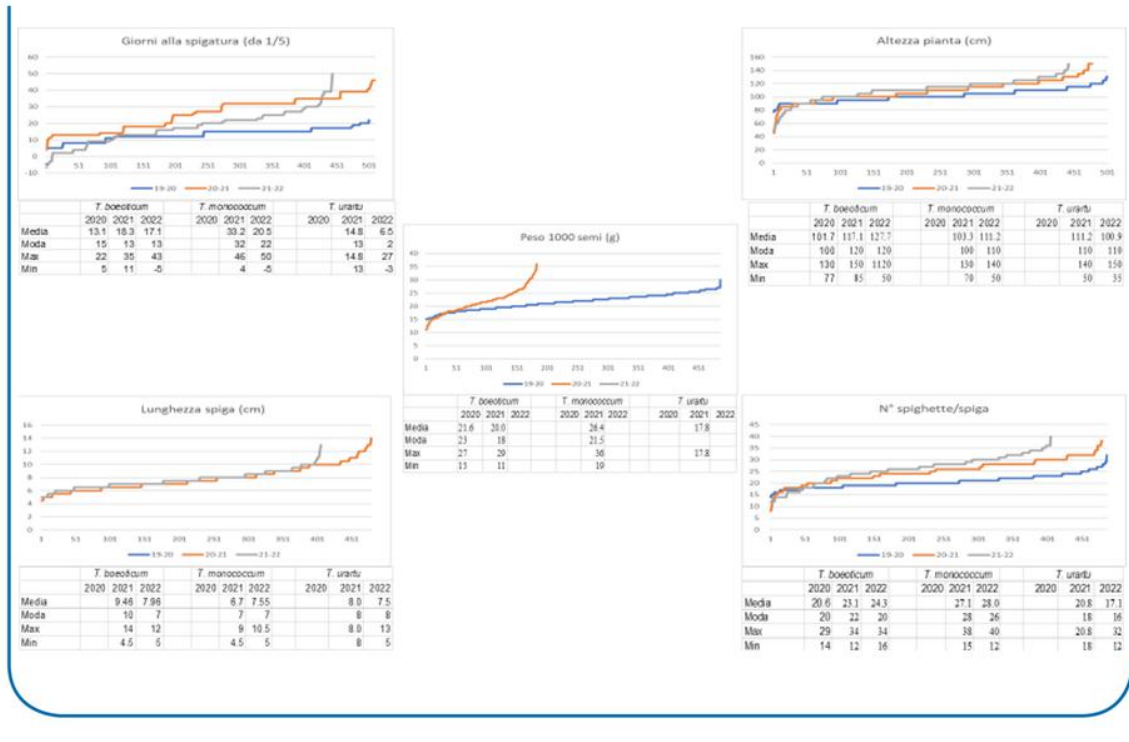 Giorni alla spigatura (da 1/5)
60
50
40
30
20
10
0
-10
51 101 151 201 251 301 351 401 451 501
19-20 20-21 21-22
T. boeoticum T. monococcum T. urartu
2020 2021 2022 2020 2021 2022 2020 2021 2022
Media 13.1 18.3 17.1 33.2 20.5 14.8 6.5
Moda 15 13 13 32 22 13 2
Max 22 35 43 46 50 14.8 27
Min 5 11 -5 4 -5 13 -3
Altezza pianta (cm)
160
140
120
100
80
60
40
20
0
1 51 101 151 201 251 301 351 401 451 501
19-20 20-21 21-22
T. boeoticum T. monococcum T. urartu
2020 2021 2022 2020 2021 2022 2020 2021 2022
Media 101.7 117.1 127.7 103.3 111.2 111.2 100.9
Moda 100 120 120 100 110 110 110
Max 130 150 1120 130 140 140 150
Min 77 85 50 70 50 50 35
Peso 1000 semi (g)
40
35
30
25
20
15
10
5
0
1 51 101 151 201 251 301 351 401 451
19-20 20-21 21-22
T. boeoticum T. monococcum T. urartu
2020 2021 2022 2020 2021 2022 2020 2021 2022
Media 21.6 20.0 26.4 17.8
Moda 23 18 21.5
Max 27 29 36 17.8
Min 15 11 19
Lunghezza spiga (cm)
16
14
12
10
8
6
4
2
0
1 51 101 151 201 251 301 351 401 451
19-20 20-21 21-22
T. boeoticum T. monococcum T. urartu
2020 2021 2022 2020 2021 2022 2020 2021 2022
Media 9.46 7.96 6.7 7.55 8.0 7.5
Moda 10 7 7 7 8 8
Max 14 12 9 10.5 8.0 13
Min 4.5 5 4.5 5 8 5
N° spighette/spiga
45
40
35
30
25
20
15
10
5
0
1 51 101 151 201 251 301 351 401 451
19-20 20-21 21-22
T. boeoticum T. monococcum T. urartu
2020 2021 2022 2020 2021 2022 2020 2021 2022
Media 20.6 23.1 24.3 27.1 28.0 20.8 17.1
Moda 20 22 20 28 26 18 16
Max 29 34 34 38 40 20.8 32
Min 14 12 16 15 12 18 12